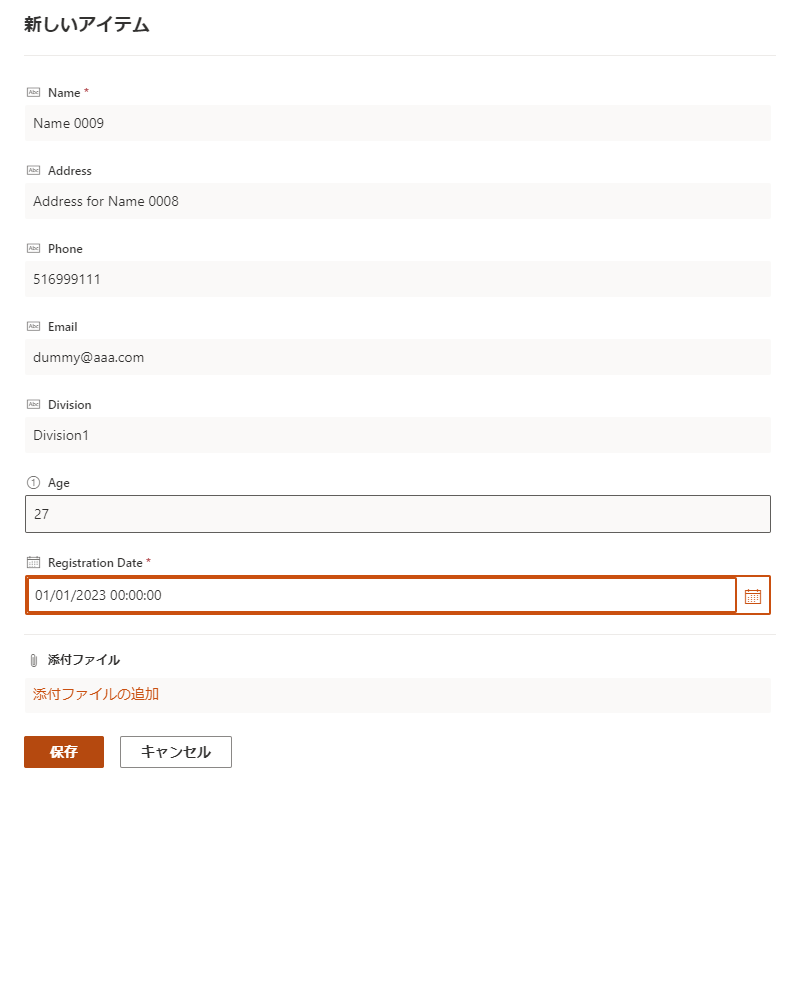 新しいアイテム
Abc Name *
Name 0009
Abc Address
Address for Name 0008
Abc Phone
516999111
Abc Email
dummy@aaa.com
Abc Division
Division1
1 Age
27
Registration Date *
01/01/2023 00:00:00
添付ファイル
添付ファイルの追加
保存 キャンセル